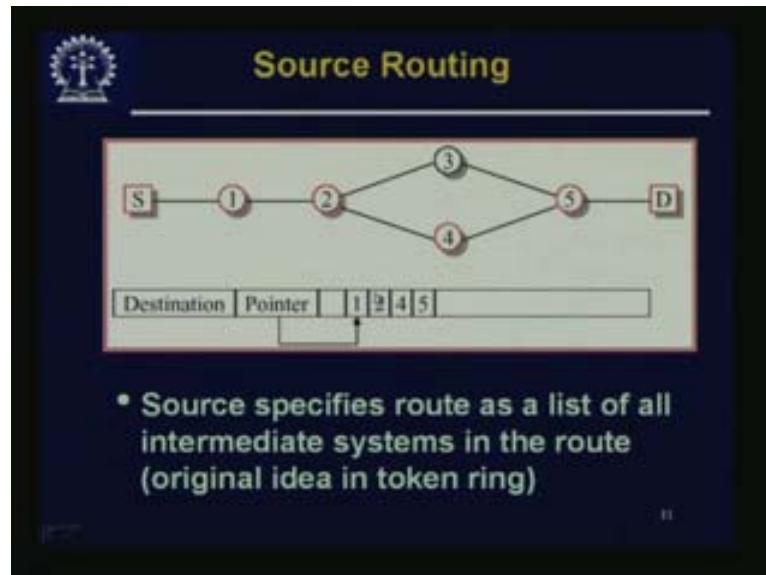 Source Routing
3
S 1 2 5 D
4
Destination Pointer 1 2 4 5
• Source specifies route as a list of all
intermediate systems in the route
(original idea in token ring)